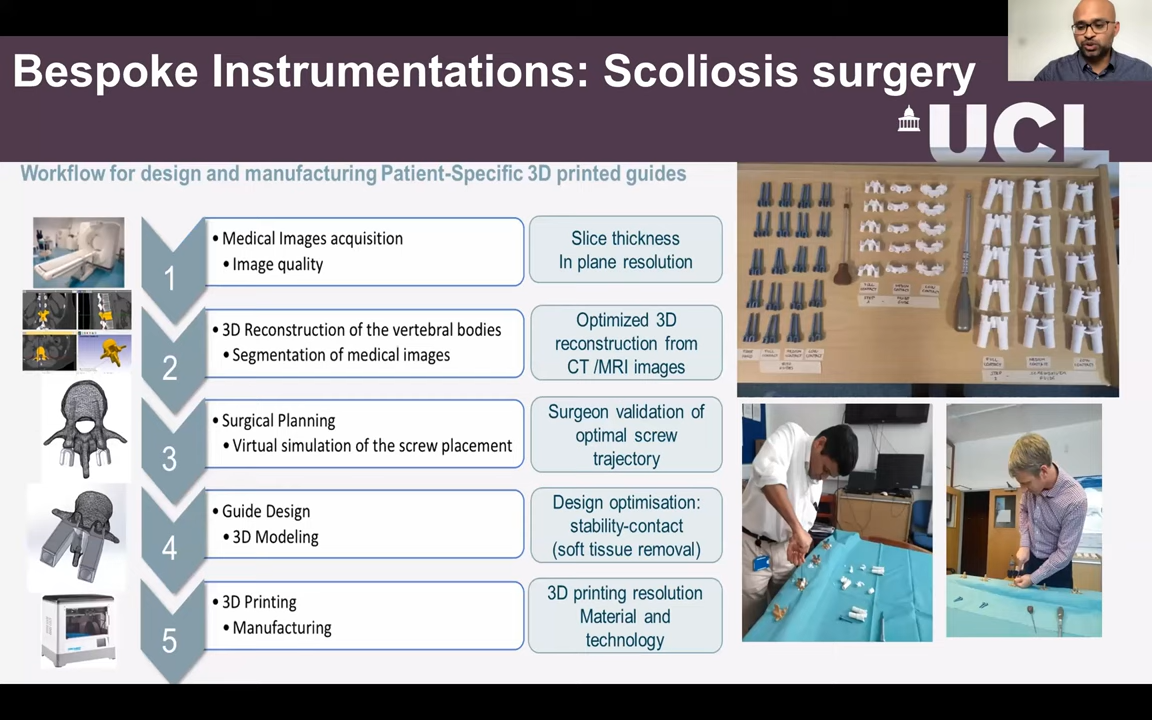 Bespoke Instrumentations: Scoliosis surgery
UCL
Workflow for design and manufacturing Patient-Specific 3D printed guides
1
• Medical Images acquisition
• Image quality
Slice thickness
In plane resolution
2
• 3D Reconstruction of the vertebral bodies
• Segmentation of medical images
Optimized 3D
reconstruction from
CT /MRI images
3
• Surgical Planning
• Virtual simulation of the screw placement
Surgeon validation of
optimal screw
trajectory
4
• Guide Design
• 3D Modeling
Design optimisation:
stability-contact
(soft tissue removal)
5
• 3D Printing
• Manufacturing
3D printing resolution
Material and
technology